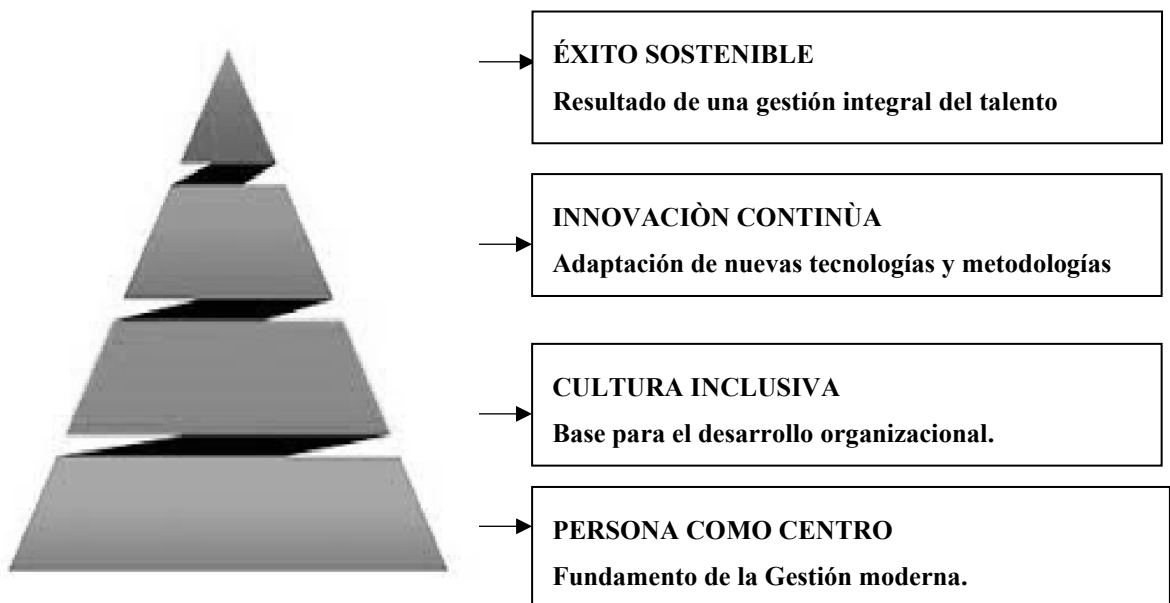 ÉXITO SOSTENIBLE
Resultado de una gestión integral del talento
INNOVACIÒN CONTINÙA
Adaptación de nuevas tecnologías y metodologías
CULTURA INCLUSIVA
Base para el desarrollo organizacional.
PERSONA COMO CENTRO
Fundamento de la Gestión moderna.